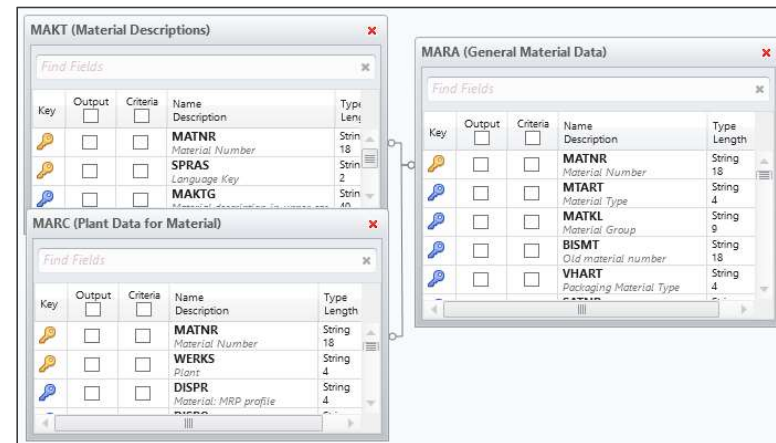 MAKT (Material Descriptions)
Find Fields
Key Output Criteria Name Type
Description
MATNR
Material Number 18
SPRAS
Language Key 2
MAKTG
MARC (Plant Data for Material)
Find Fields
Key Output Criteria Name Type
Description Length
MATNR String
Material Number 18
WERKS String
Plant 4
DISPR String
Material: MRP profile 4
MARA (General Material Data)
Find Fields
Key Output Criteria Name Type
Description Length
MATNR String
Material Number 18
MTART String
Material Type 4
MATKL String
Material Group 9
BISMT String
Old material number 18
VHART String
Packaging Material Type 4